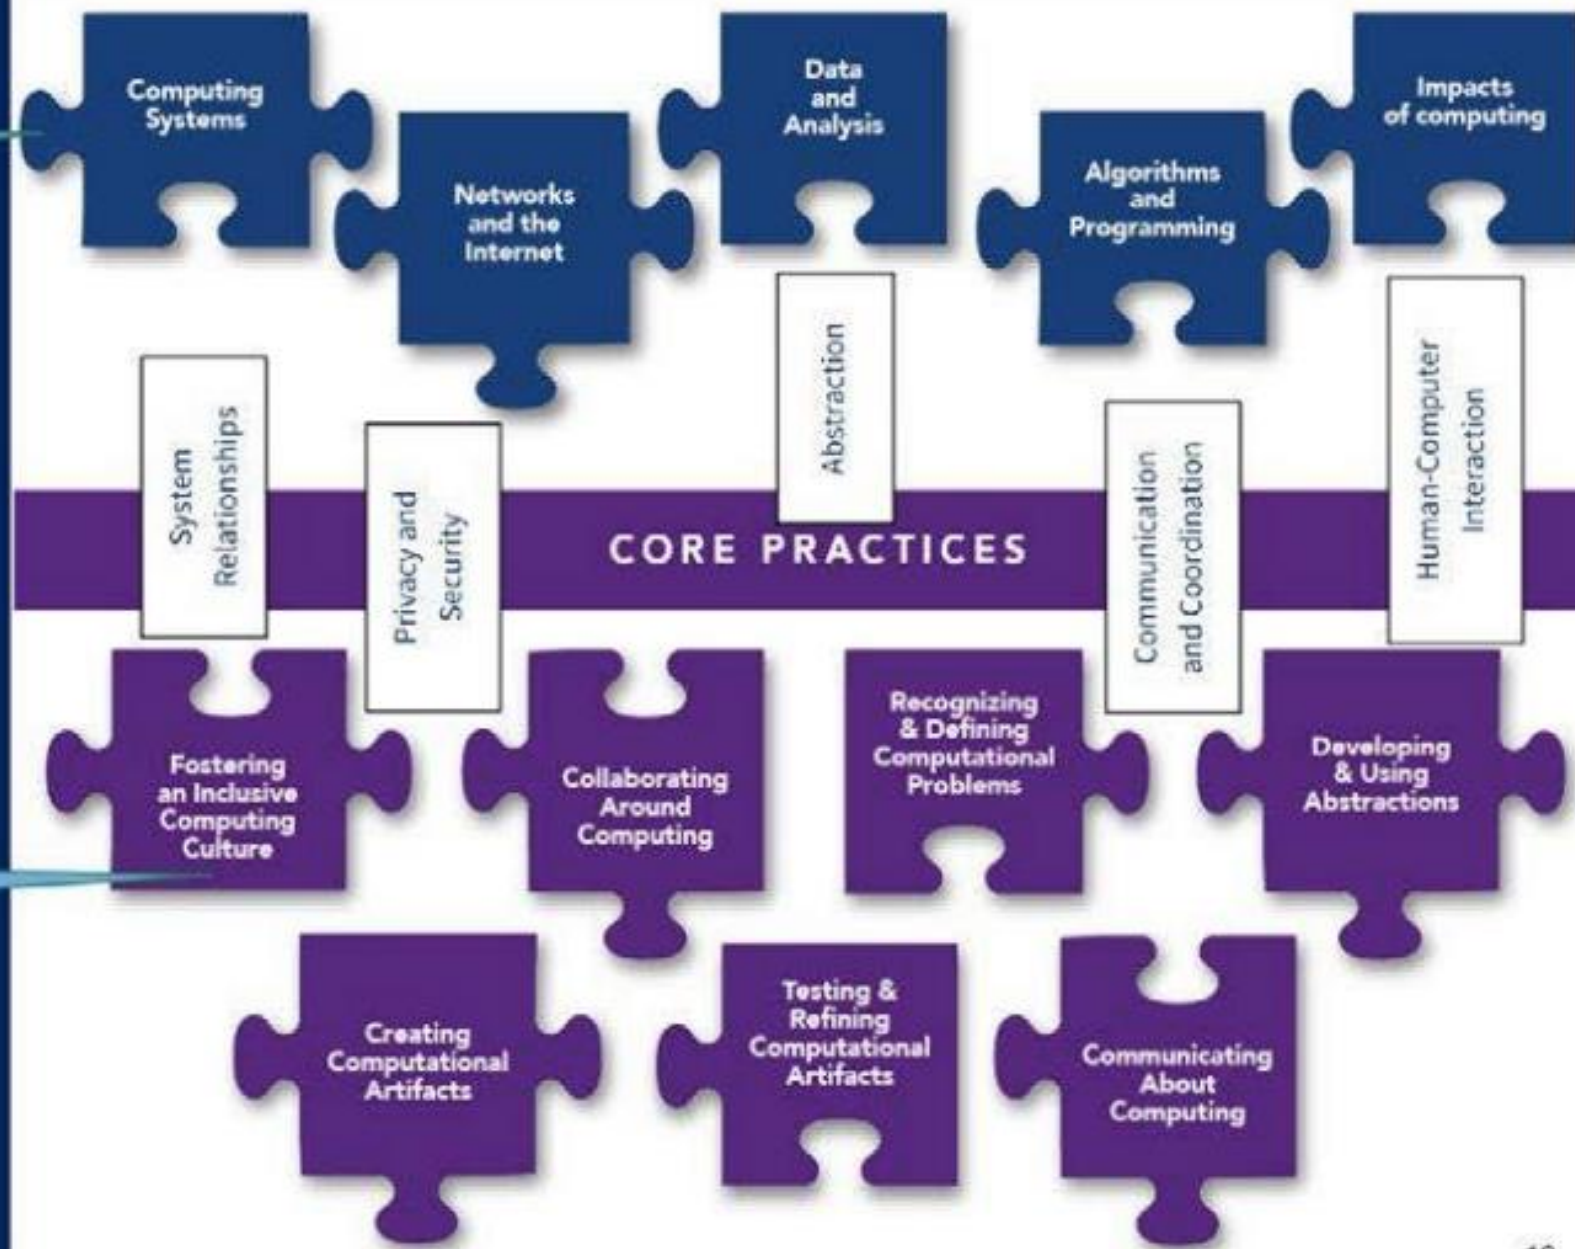 Computing
Systems
Networks
and the
Internet
Data
and
Analysis
Algorithms
and
Programming
Impacts
of computing
System
Relationships
Privacy and
Security
Abstraction
Communication
and Coordination
Human-Computer
Interaction
CORE PRACTICES
Fostering
an Inclusive
Computing
Culture
Collaborating
Around
Computing
Recognizing
& Defining
Computational
Problems
Developing
& Using
Abstractions
Creating
Computational
Artifacts
Testing &
Refining
Computational
Artifacts
Communicating
About
Computing